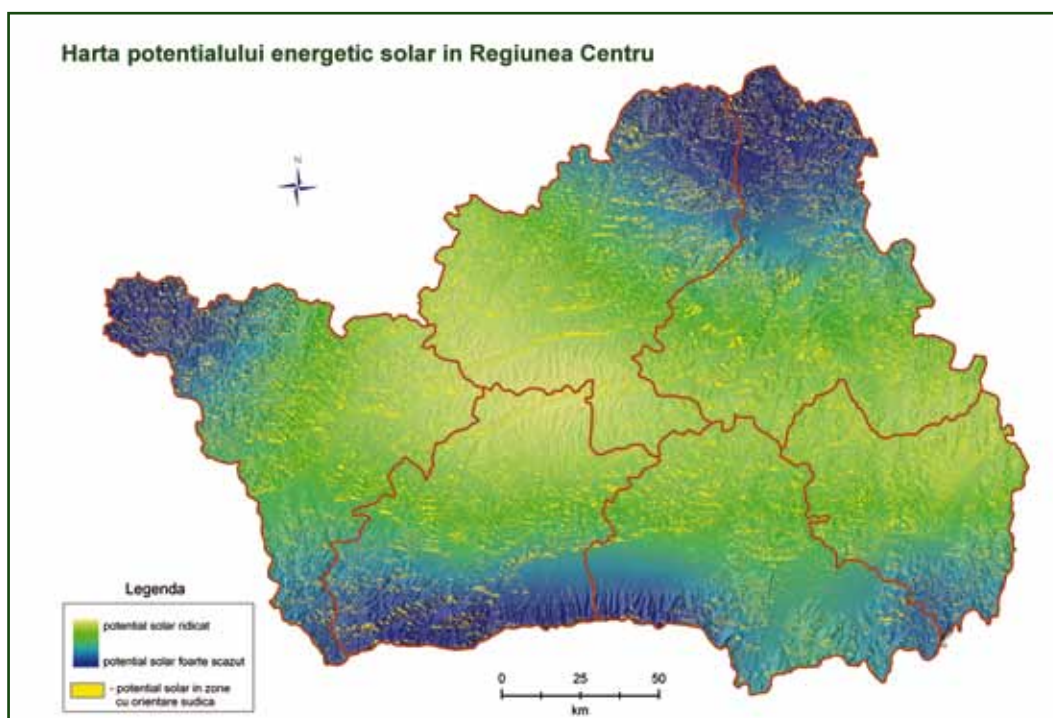 Harta potentialului energetic solar in Regiunea Centru
N
Legenda
potential solar ridicat
potential solar foarte scazut
- potential solar in zone
cu orientare sudica
0 25 50
km